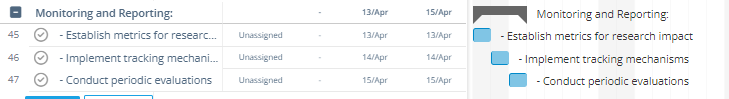 Monitoring and Reporting: - 13/Apr 15/Apr Monitoring and Reporting:
45 - Establish metrics for researc... Unassigned - 13/Apr 13/Apr - Establish metrics for research impact
46 - Implement tracking mechani... Unassigned - 14/Apr 14/Apr - Implement tracking mechanisms
47 - Conduct periodic evaluations Unassigned - 15/Apr 15/Apr - Conduct periodic evaluations